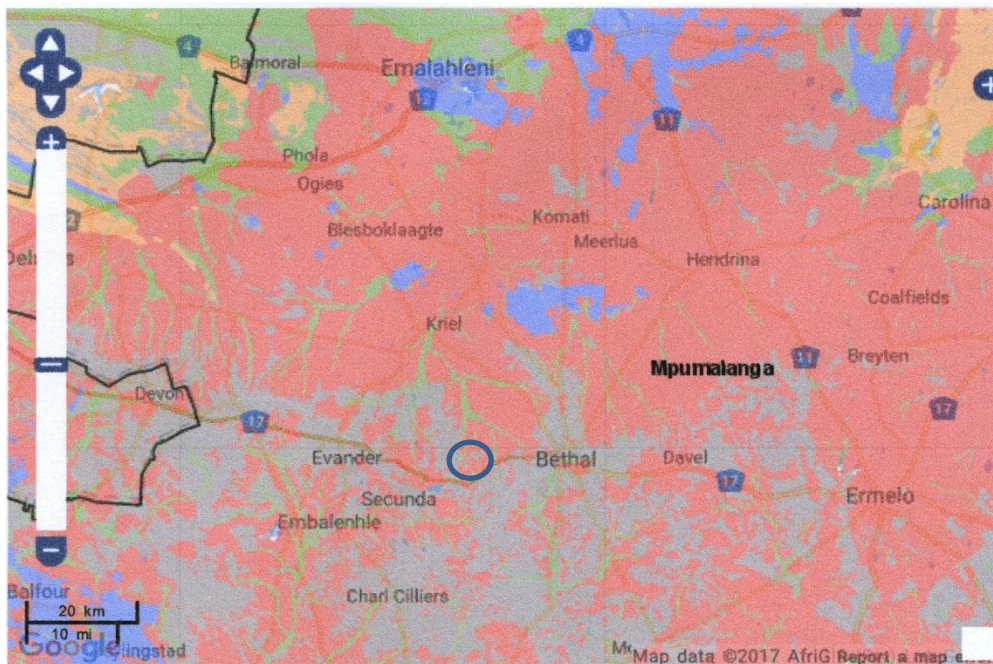 4
4
Balmoral
Emalahleni
12
11
Phola
Ogies
Carolina
Blesboklaagte
Komati
Meerlus
Hendrina
Coalfields
Kriel
11
Breyten
Mpumalanga
Devon
17
17
Evander
Bethal
Davel
17
Secunda
Ermelo
Embalenhle
Balfour
Charl Cilliers
20 km
10 mi
Google
Map data ©2017 AfriG Report a map